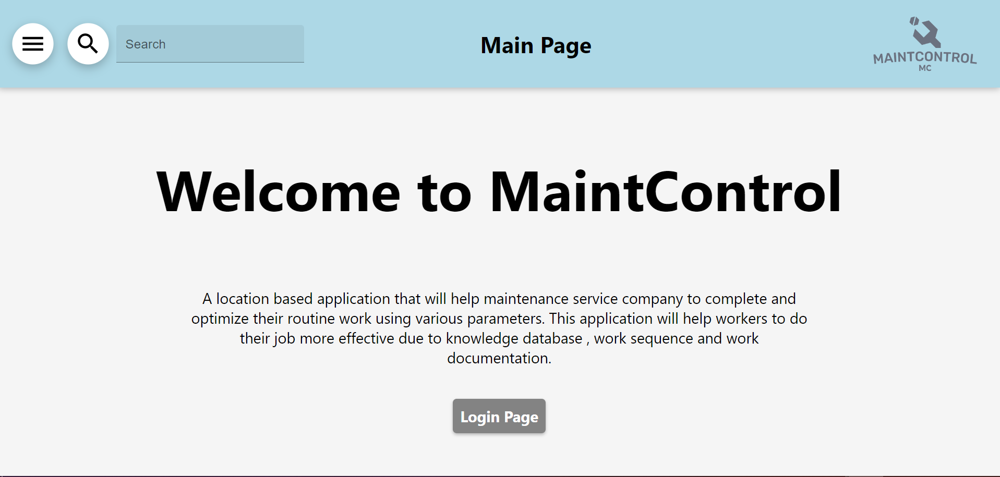 Search
Main Page
MAINTCONTROL
MC
Welcome to MaintControl
A location based application that will help maintenance service company to complete and
optimize their routine work using various parameters. This application will help workers to do
their job more effective due to knowledge database , work sequence and work
documentation.
Login Page